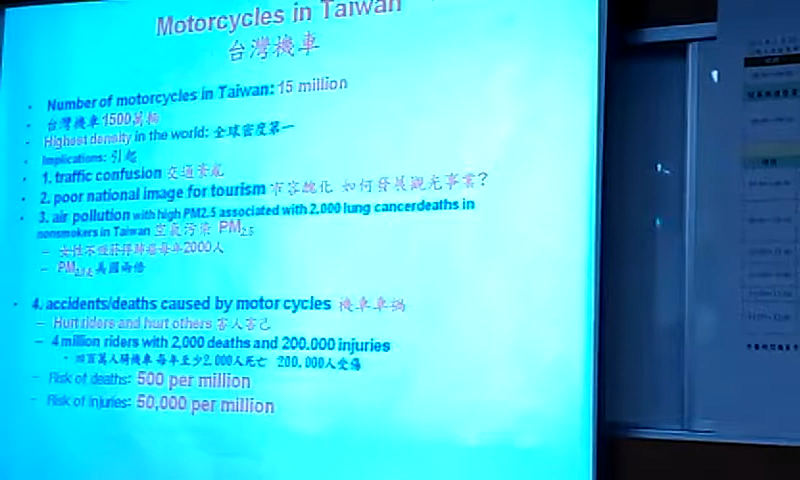 Motorcycles in Taiwan
台灣機車
• Number of motorcycles in Taiwan: 15 million
• 台灣機車1500萬輛
• Highest density in the world: 全球密度第一
• Implications: 引起
• 1. traffic confusion 交通紊亂
• 2. poor national image for tourism 市容醜化 如何發展觀光事業?
• 3. air pollution with high PM2.5 associated with 2,000 lung cancerdeaths in
nonsmokers in Taiwan 空氣污染 PM2.5
– 女性不吸菸得肺癌每年2000人
– PM2.5是美國兩倍
• 4. accidents/deaths caused by motor cycles 機車車禍
– Hurt riders and hurt others 害人害己
– 4 million riders with 2,000 deaths and 200.000 injuries
• 四百萬人騎機車 每年至少2,000人死亡 200,000人受傷
– Risk of deaths: 500 per million
– Risk of injuries: 50,000 per million